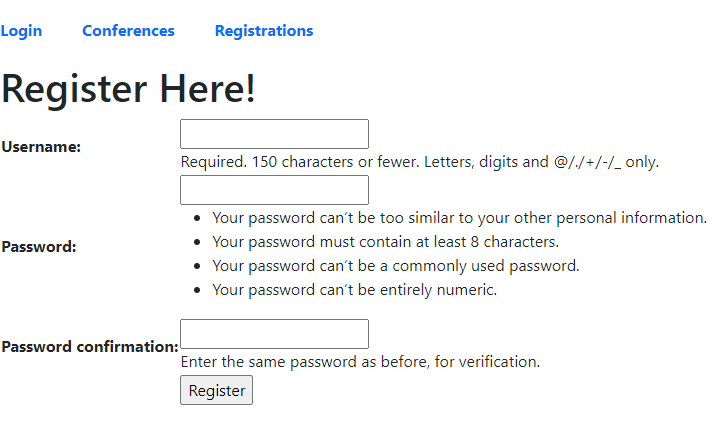 Login Conferences Registrations
Register Here!
Username:
Required. 150 characters or fewer. Letters, digits and @/./+/-/_ only.
Password:
Your password can’t be too similar to your other personal information.
Your password must contain at least 8 characters.
Your password can’t be a commonly used password.
Your password can’t be entirely numeric.
Password confirmation:
Enter the same password as before, for verification.
Register